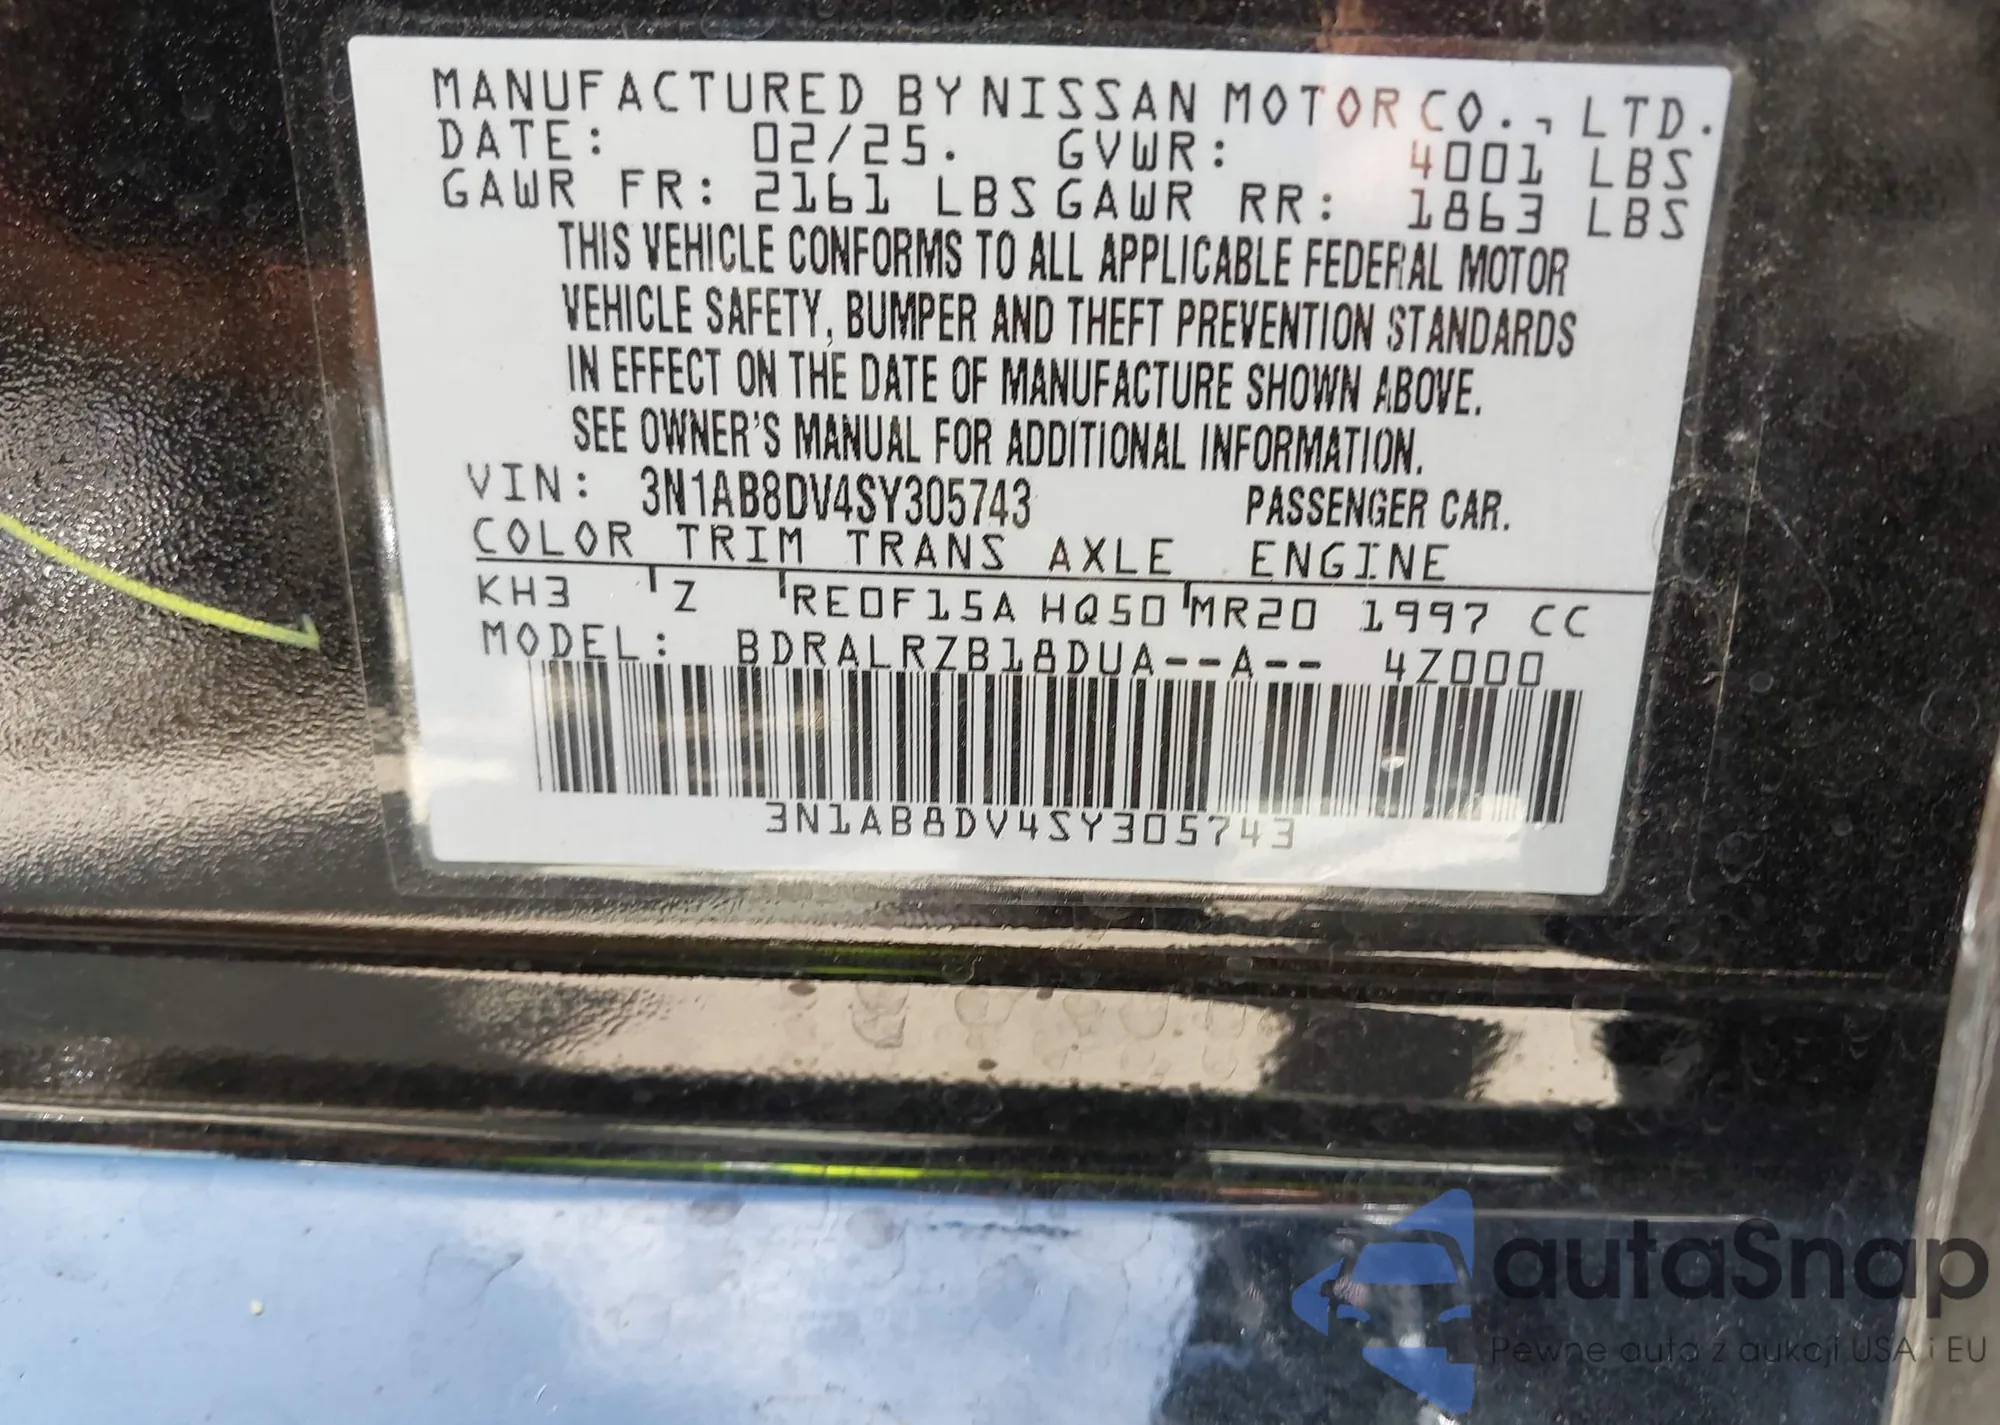 MANUFACTURED BY NISSAN MOTOR CO., LTD.
DATE: 02/25. GVWR: 4001 LBS
GAWR FR: 2161 LBS GAWR RR: 1863 LBS
THIS VEHICLE CONFORMS TO ALL APPLICABLE FEDERAL MOTOR
VEHICLE SAFETY, BUMPER AND THEFT PREVENTION STANDARDS
IN EFFECT ON THE DATE OF MANUFACTURE SHOWN ABOVE.
SEE OWNER'S MANUAL FOR ADDITIONAL INFORMATION.
VIN: 3N1AB8DV4SY305743 PASSENGER CAR.
COLOR TRIM TRANS AXLE ENGINE
KH3 Z RE0F15A HQ50 MR20 1997 CC
MODEL: BDRALRZB18DUA--A-- 4Z000
3N1AB8DV4SY305743
autaSnap
Pewne auta z aukcji USA i EU